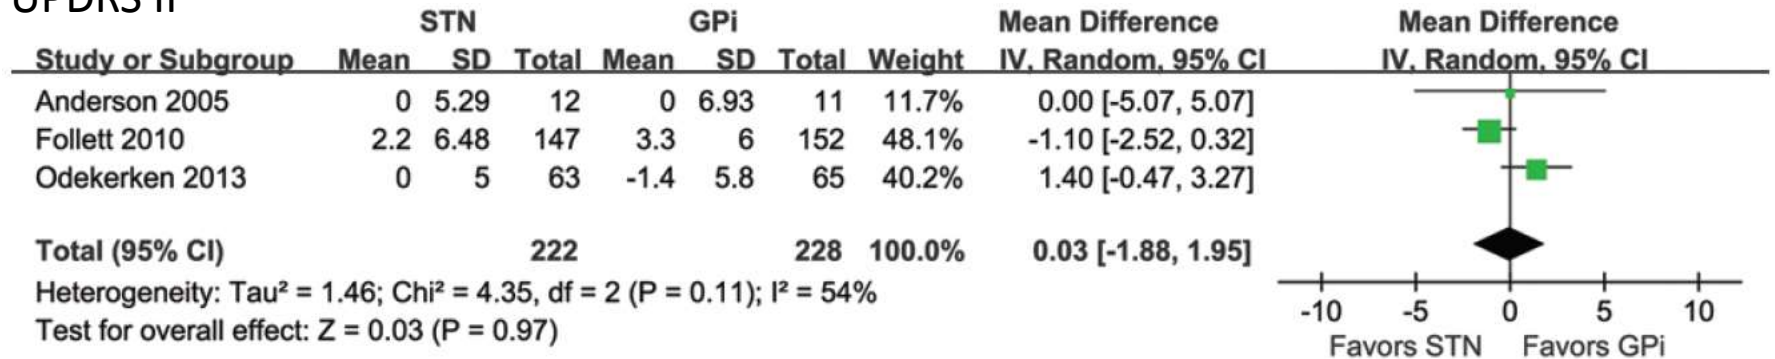 UPDRS II
STN GPi Mean Difference Mean Difference
Study or Subgroup Mean SD Total Mean SD Total Weight IV, Random, 95% CI IV, Random, 95% CI
Anderson 2005 0 5.29 12 0 6.93 11 11.7% 0.00 [-5.07, 5.07]
Follett 2010 2.2 6.48 147 3.3 6 152 48.1% -1.10 [-2.52, 0.32]
Odekerken 2013 0 5 63 -1.4 5.8 65 40.2% 1.40 [-0.47, 3.27]
Total (95% CI) 222 228 100.0% 0.03 [-1.88, 1.95]
Heterogeneity: Tau² = 1.46; Chi² = 4.35, df = 2 (P = 0.11); I² = 54%
Test for overall effect: Z = 0.03 (P = 0.97)
-10 -5 0 5 10
Favors STN Favors GPi